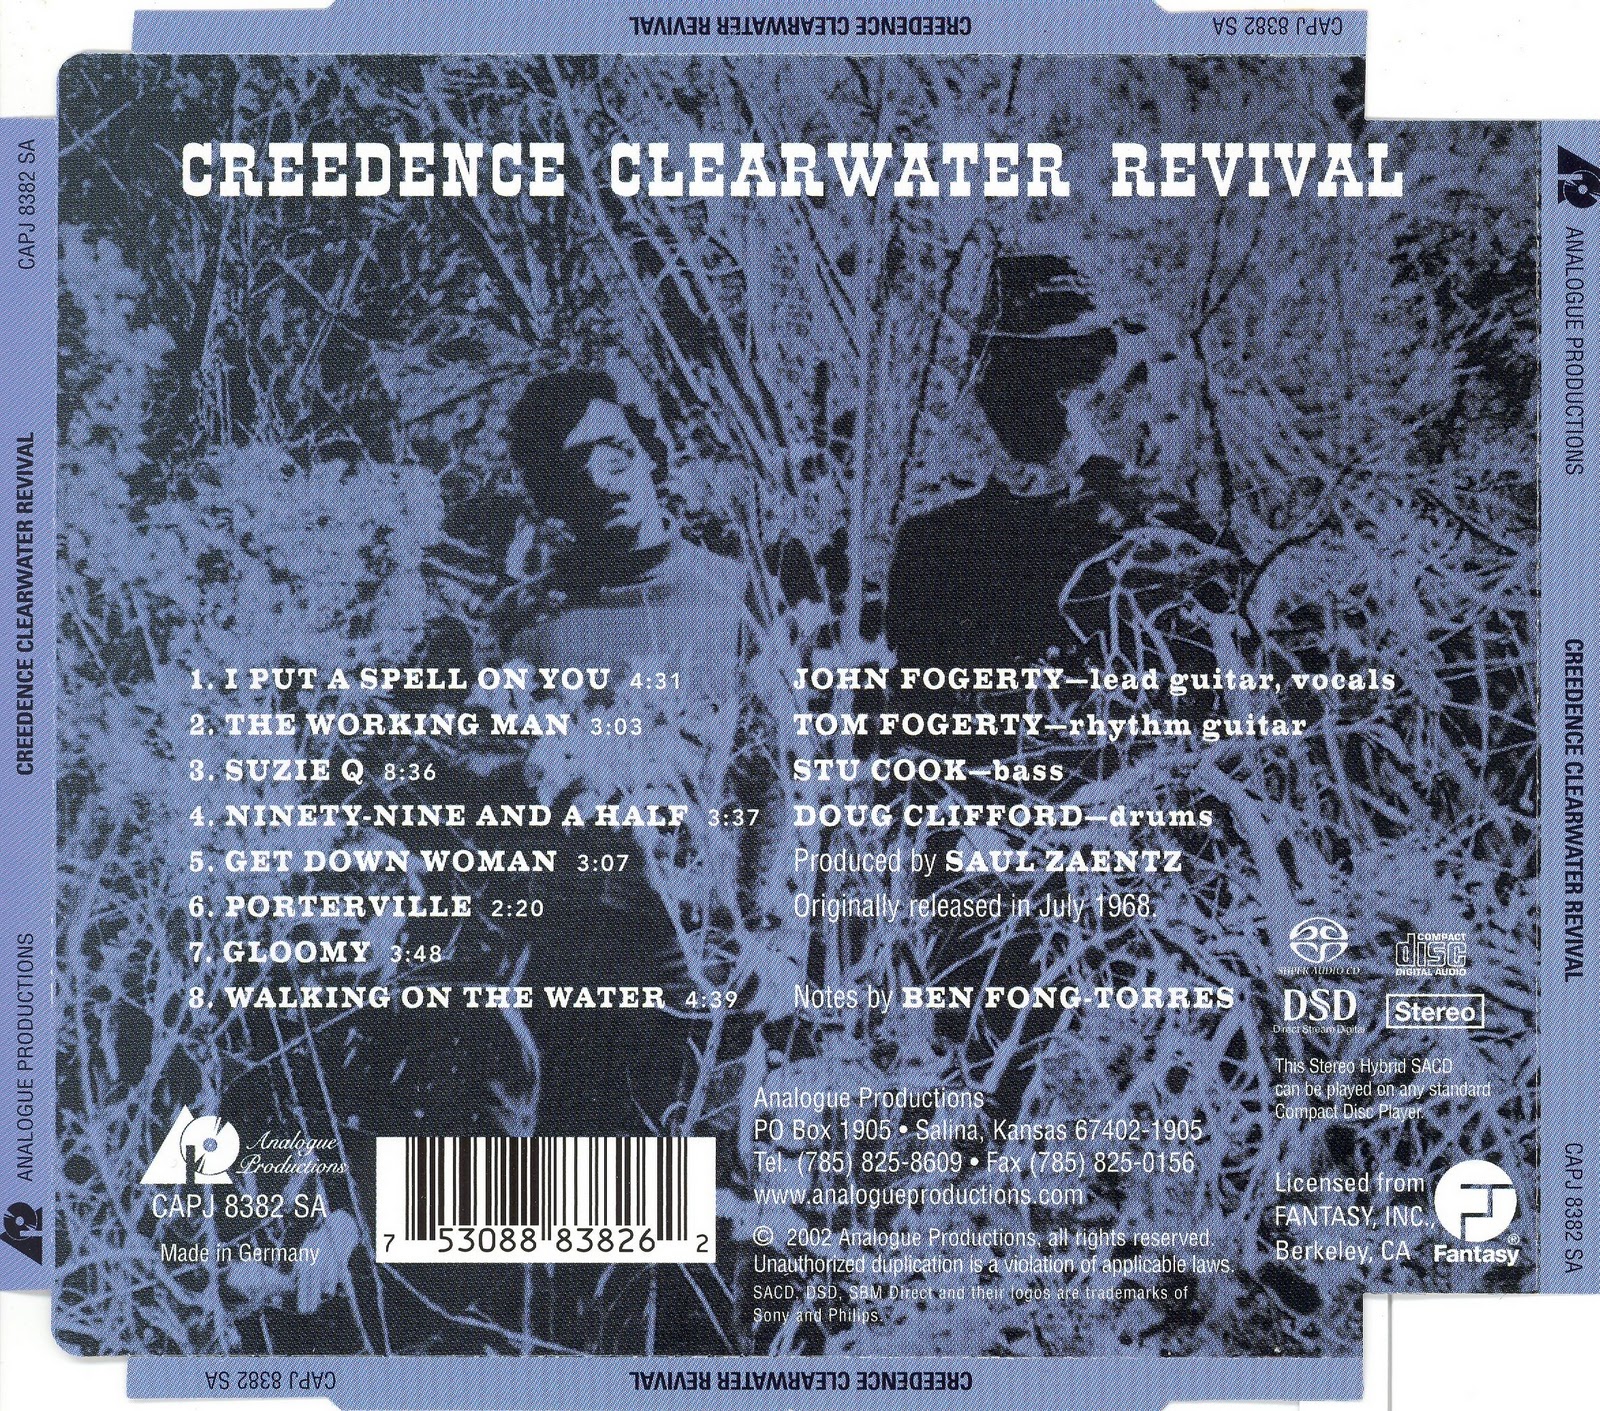 CREEDENCE CLEARWATER REVIVAL
CAPJ 8382 SA
CAPJ 8382 SA
CREEDENCE CLEARWATER REVIVAL
ANALOGUE PRODUCTIONS
CREEDENCE CLEARWATER REVIVAL
1. I PUT A SPELL ON YOU 4:31
2. THE WORKING MAN 3:03
3. SUZIE Q 8:36
4. NINETY-NINE AND A HALF 3:37
5. GET DOWN WOMAN 3:07
6. PORTERVILLE 2:20
7. GLOOMY 3:48
8. WALKING ON THE WATER 4:39
JOHN FOGERTY—lead guitar, vocals
TOM FOGERTY—rhythm guitar
STU COOK—bass
DOUG CLIFFORD—drums
Produced by SAUL ZAENTZ
Originally released in July 1968.
Notes by BEN FONG-TORRES
SUPER AUDIO CD
COMPACT
disc
DIGITAL AUDIO
DSD
Direct Stream Digital
Stereo
This Stereo Hybrid SACD
can be played on any standard
Compact Disc Player.
Analogue
Productions
CAPJ 8382 SA
Made in Germany
7 53088 83826 2
Analogue Productions
PO Box 1905 • Salina, Kansas 67402-1905
Tel. (785) 825-8609 • Fax (785) 825-0156
www.analogueproductions.com
© 2002 Analogue Productions, all rights reserved.
Unauthorized duplication is a violation of applicable laws.
SACD, DSD, SBM Direct and their logos are trademarks of
Sony and Philips.
Licensed from
FANTASY, INC.,
Berkeley, CA
Fantasy®
ANALOGUE PRODUCTIONS
CREEDENCE CLEARWATER REVIVAL
CAPJ 8382 SA
CAPJ 8382 SA
CREEDENCE CLEARWATER REVIVAL